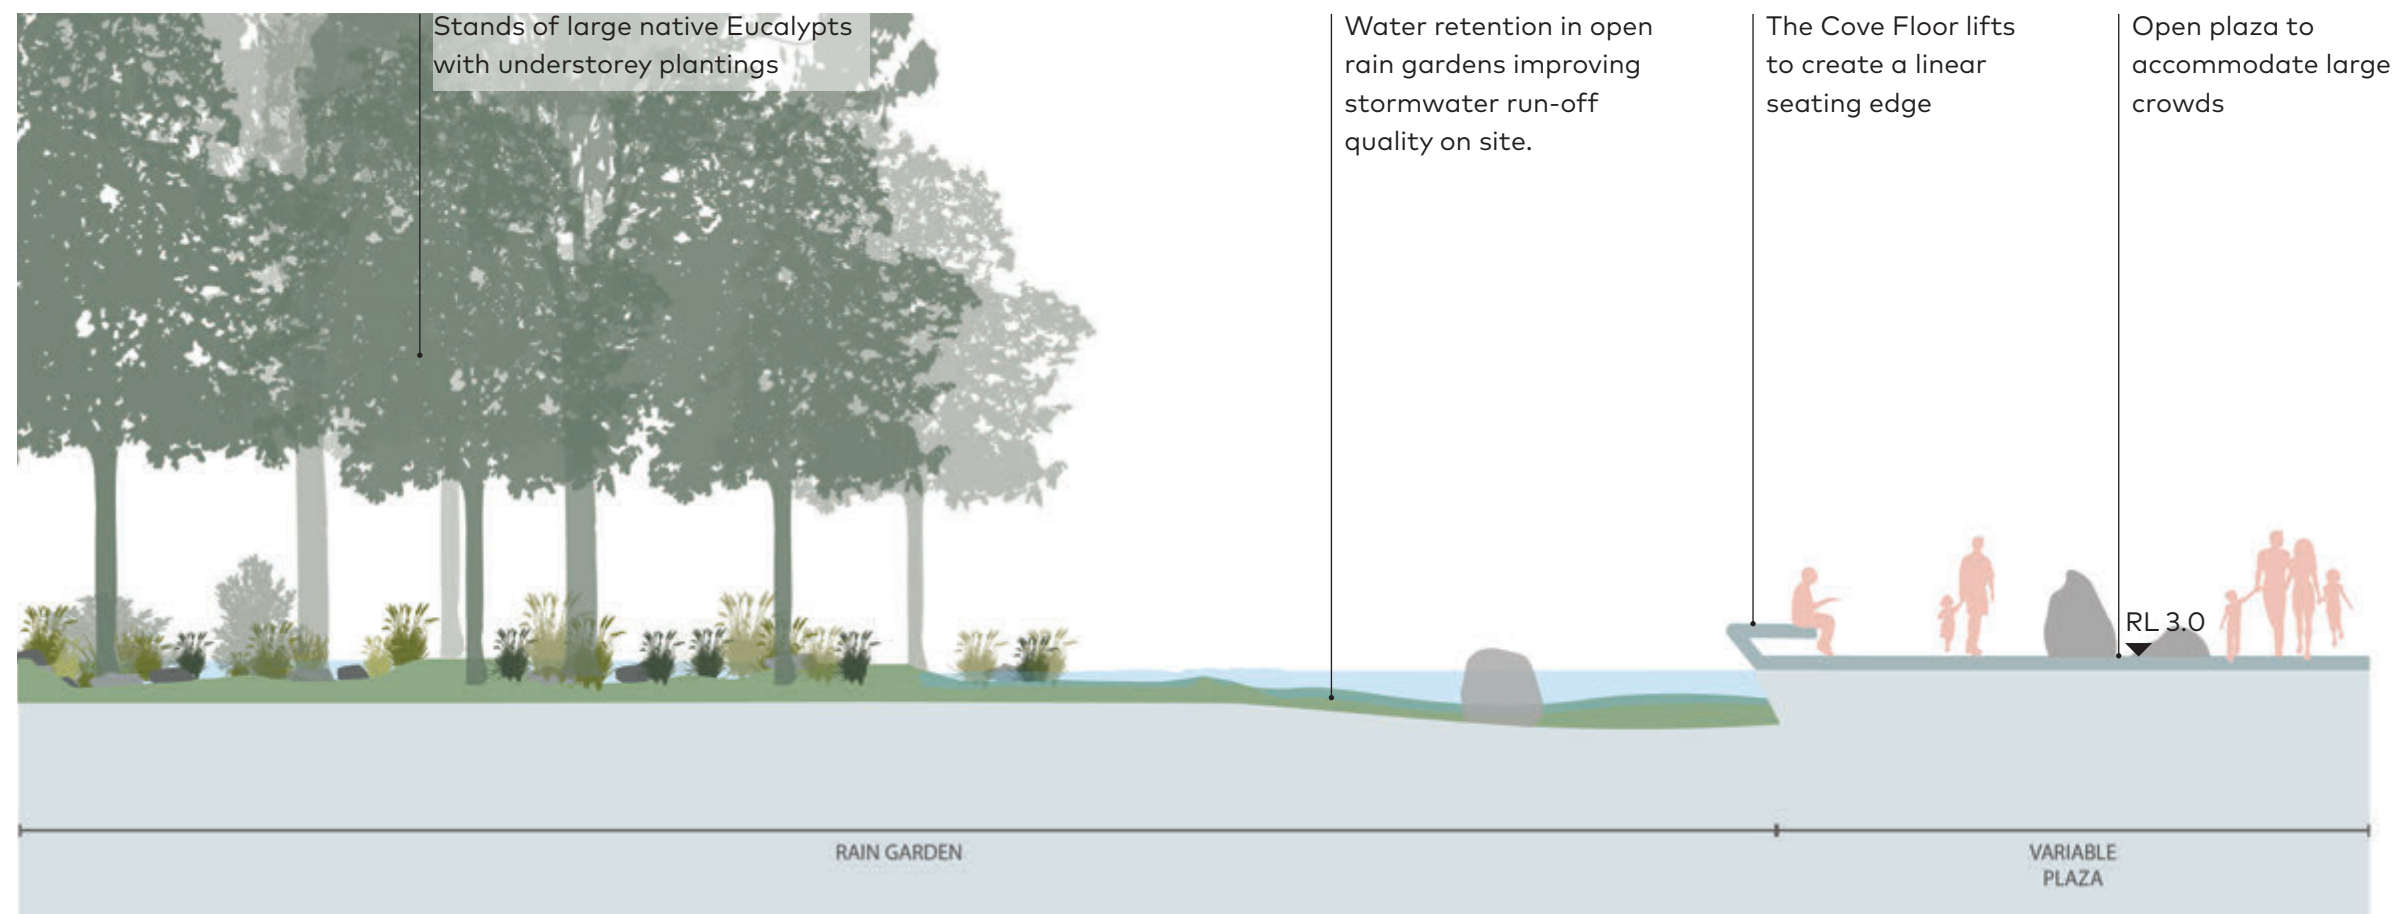 Stands of large native Eucalypts
with understorey plantings
Water retention in open
rain gardens improving
stormwater run-off
quality on site.
The Cove Floor lifts
to create a linear
seating edge
Open plaza to
accommodate large
crowds
RL 3.0
RAIN GARDEN
VARIABLE
PLAZA